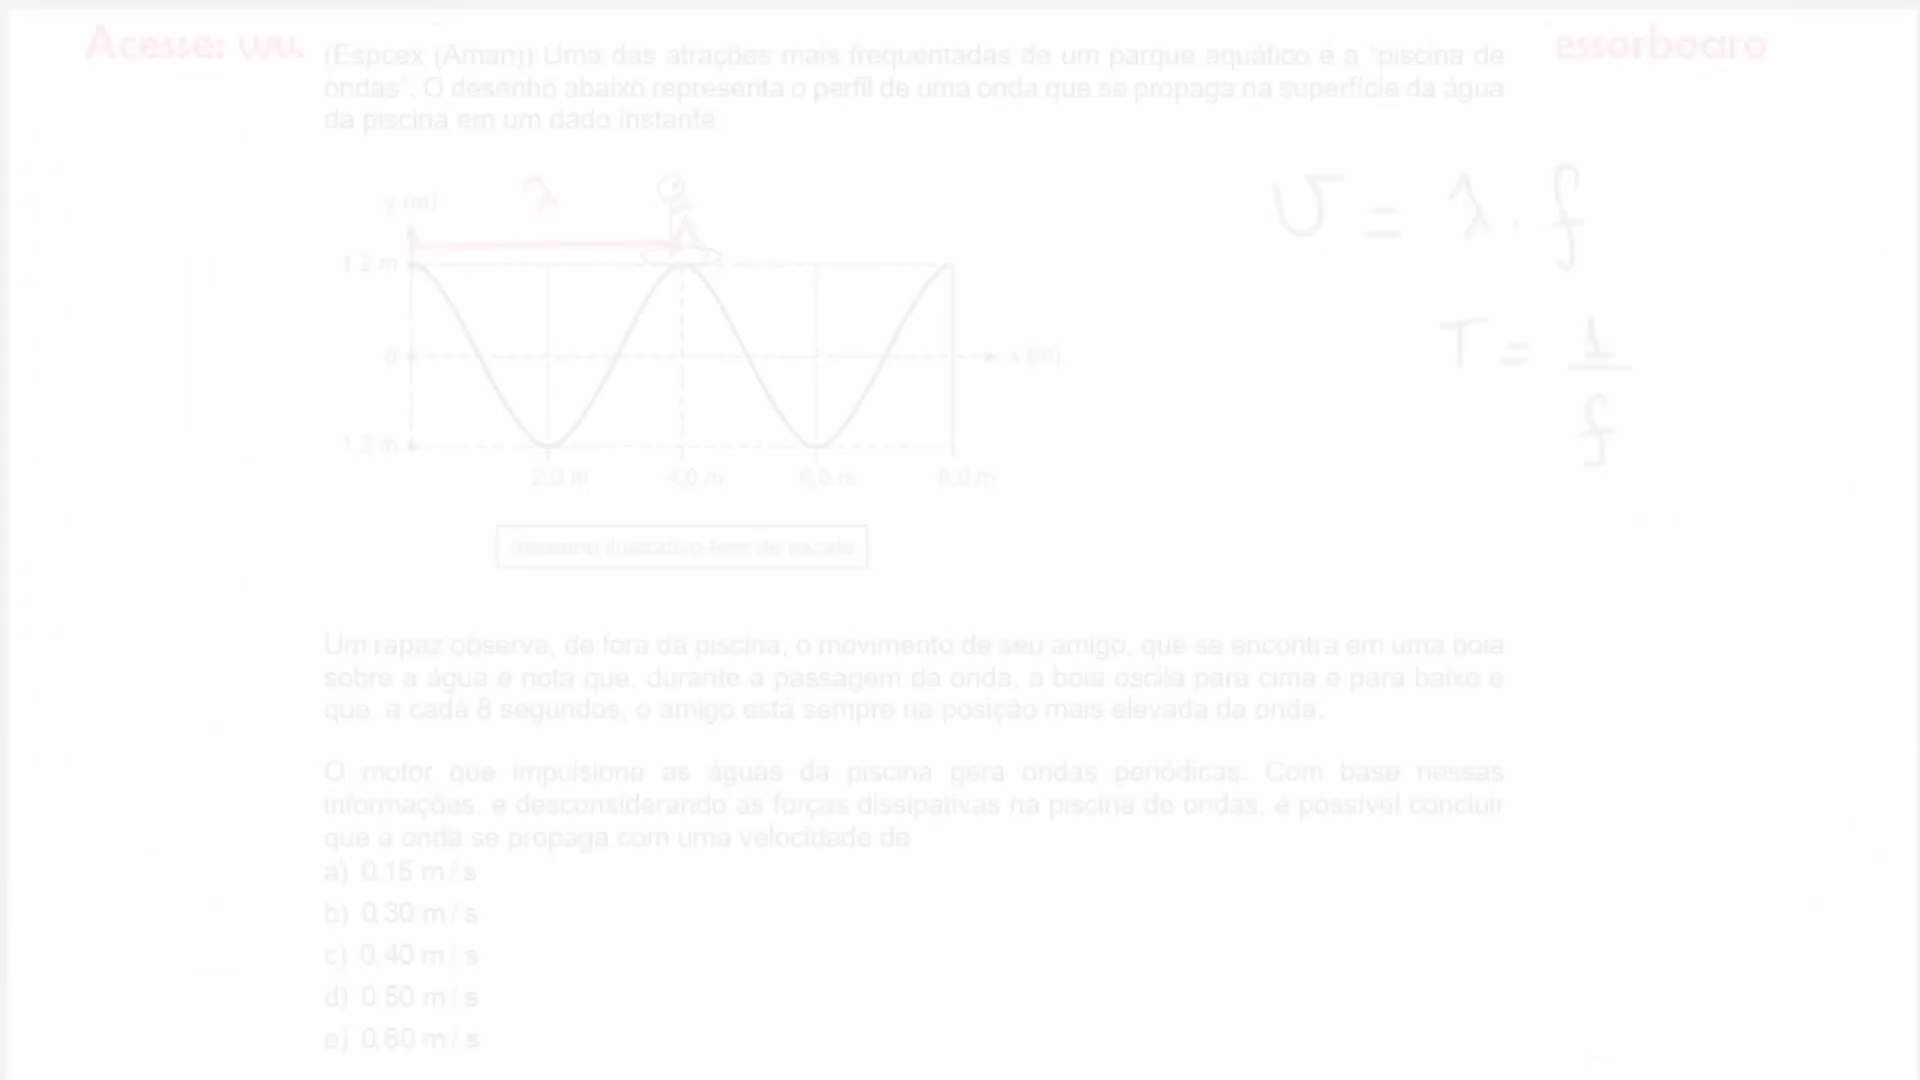 Acesse: wu.
essorboaro
(Espcex (Aman)) Uma das atrações mais frequentadas de um parque aquático é a "piscina de
ondas". O desenho abaixo representa o perfil de uma onda que se propaga na superfície da água
da piscina em um dado instante.
λ
y (m)
1,2 m
0
x (m)
1,2 m
2,0 m 4,0 m 6,0 m 8,0 m
desenho ilustrativo-fora de escala
v = λ . f
T = 1
f
Um rapaz observa, de fora da piscina, o movimento de seu amigo, que se encontra em uma boia
sobre a água e nota que, durante a passagem da onda, a boia oscila para cima e para baixo e
que, a cada 8 segundos, o amigo está sempre na posição mais elevada da onda.
O motor que impulsiona as águas da piscina gera ondas periódicas. Com base nessas
informações, e desconsiderando as forças dissipativas na piscina de ondas, é possível concluir
que a onda se propaga com uma velocidade de
a) 0,15 m / s
b) 0,30 m / s
c) 0,40 m / s
d) 0,50 m / s
e) 0,60 m / s